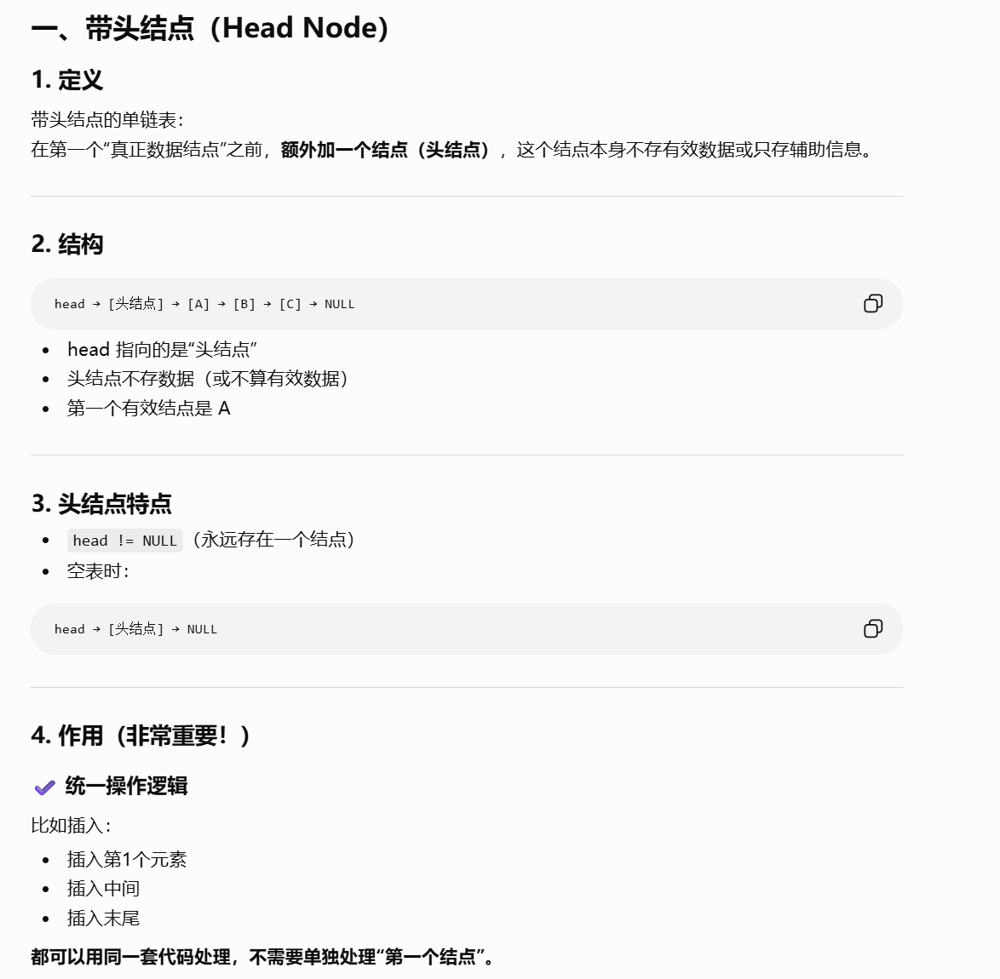 一、带头结点（Head Node）
1. 定义
带头结点的单链表：
在第一个“真正数据结点”之前，额外加一个结点（头结点），这个结点本身不存有效数据或只存辅助信息。
2. 结构
head → [头结点] → [A] → [B] → [C] → NULL
head 指向的是“头结点”
头结点不存数据（或不算有效数据）
第一个有效结点是 A
3. 头结点特点
head != NULL（永远存在一个结点）
空表时：
head → [头结点] → NULL
4. 作用（非常重要！）
✔ 统一操作逻辑
比如插入：
插入第1个元素
插入中间
插入末尾
都可以用同一套代码处理，不需要单独处理“第一个结点”。